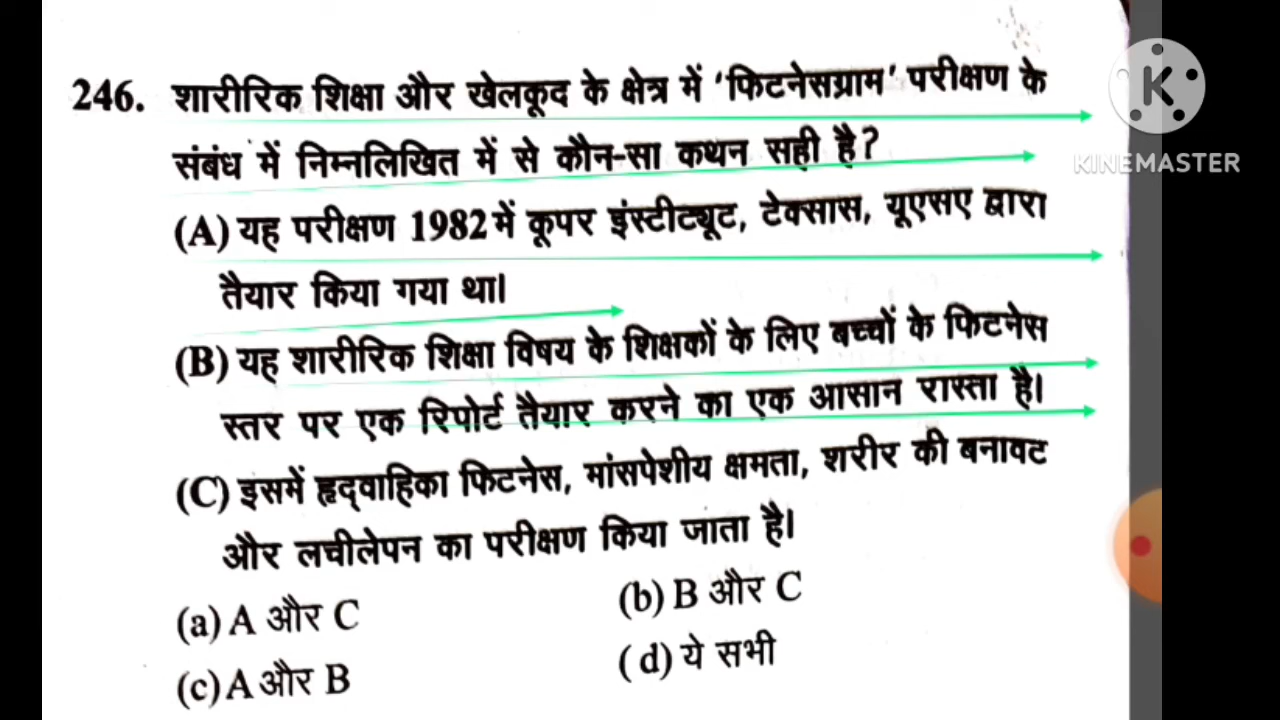 246. शारीरिक शिक्षा और खेलकूद के क्षेत्र में 'फिटनेसग्राम' परीक्षण के
संबंध में निम्नलिखित में से कौन-सा कथन सही है?
(A) यह परीक्षण 1982 में कूपर इंस्टीट्यूट, टेक्सास, यूएसए द्वारा
तैयार किया गया था।
(B) यह शारीरिक शिक्षा विषय के शिक्षकों के लिए बच्चों के फिटनेस
स्तर पर एक रिपोर्ट तैयार करने का एक आसान रास्ता है।
(C) इसमें हृद्वाहिका फिटनेस, मांसपेशीय क्षमता, शरीर की बनावट
और लचीलेपन का परीक्षण किया जाता है।
(a) A और C
(b) B और C
(c) A और B
(d) ये सभी
K
KINEMASTER